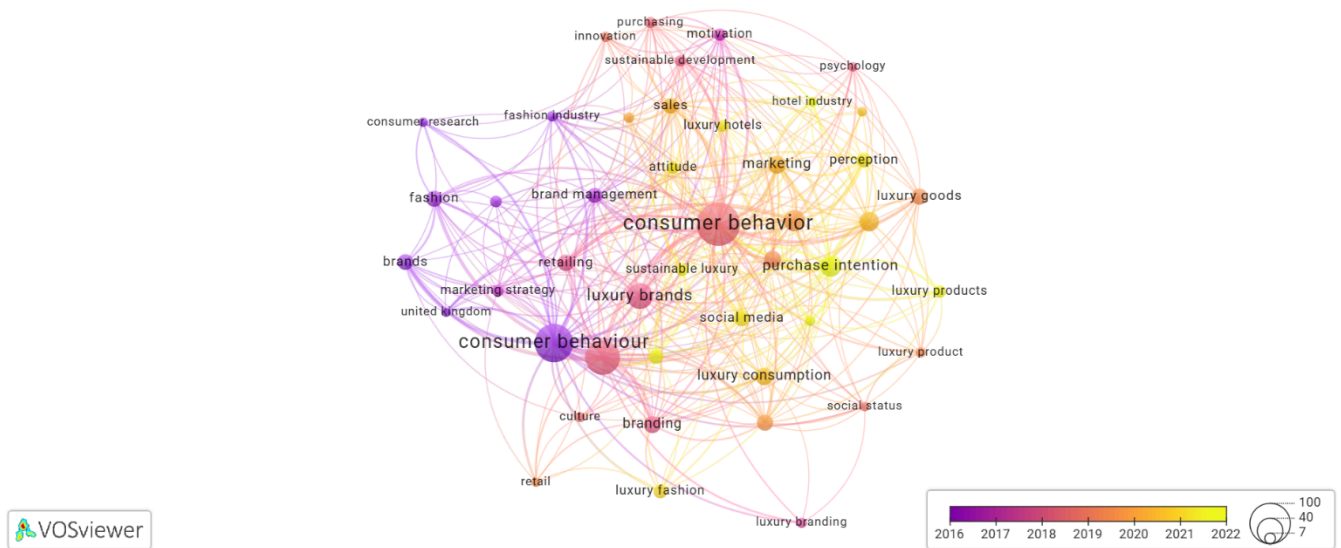 purchasing
innovation
motivation
sustainable development
psychology
hotel industry
sales
fashion industry
consumer research
luxury hotels
attitude
marketing
perception
brand management
fashion
luxury goods
consumer behavior
brands
retailing
sustainable luxury
purchase intention
marketing strategy
luxury brands
luxury products
united kingdom
social media
consumer behaviour
luxury product
luxury consumption
social status
culture
branding
retail
luxury fashion
luxury branding
VOSviewer
2016 2017 2018 2019 2020 2021 2022
100
40
7